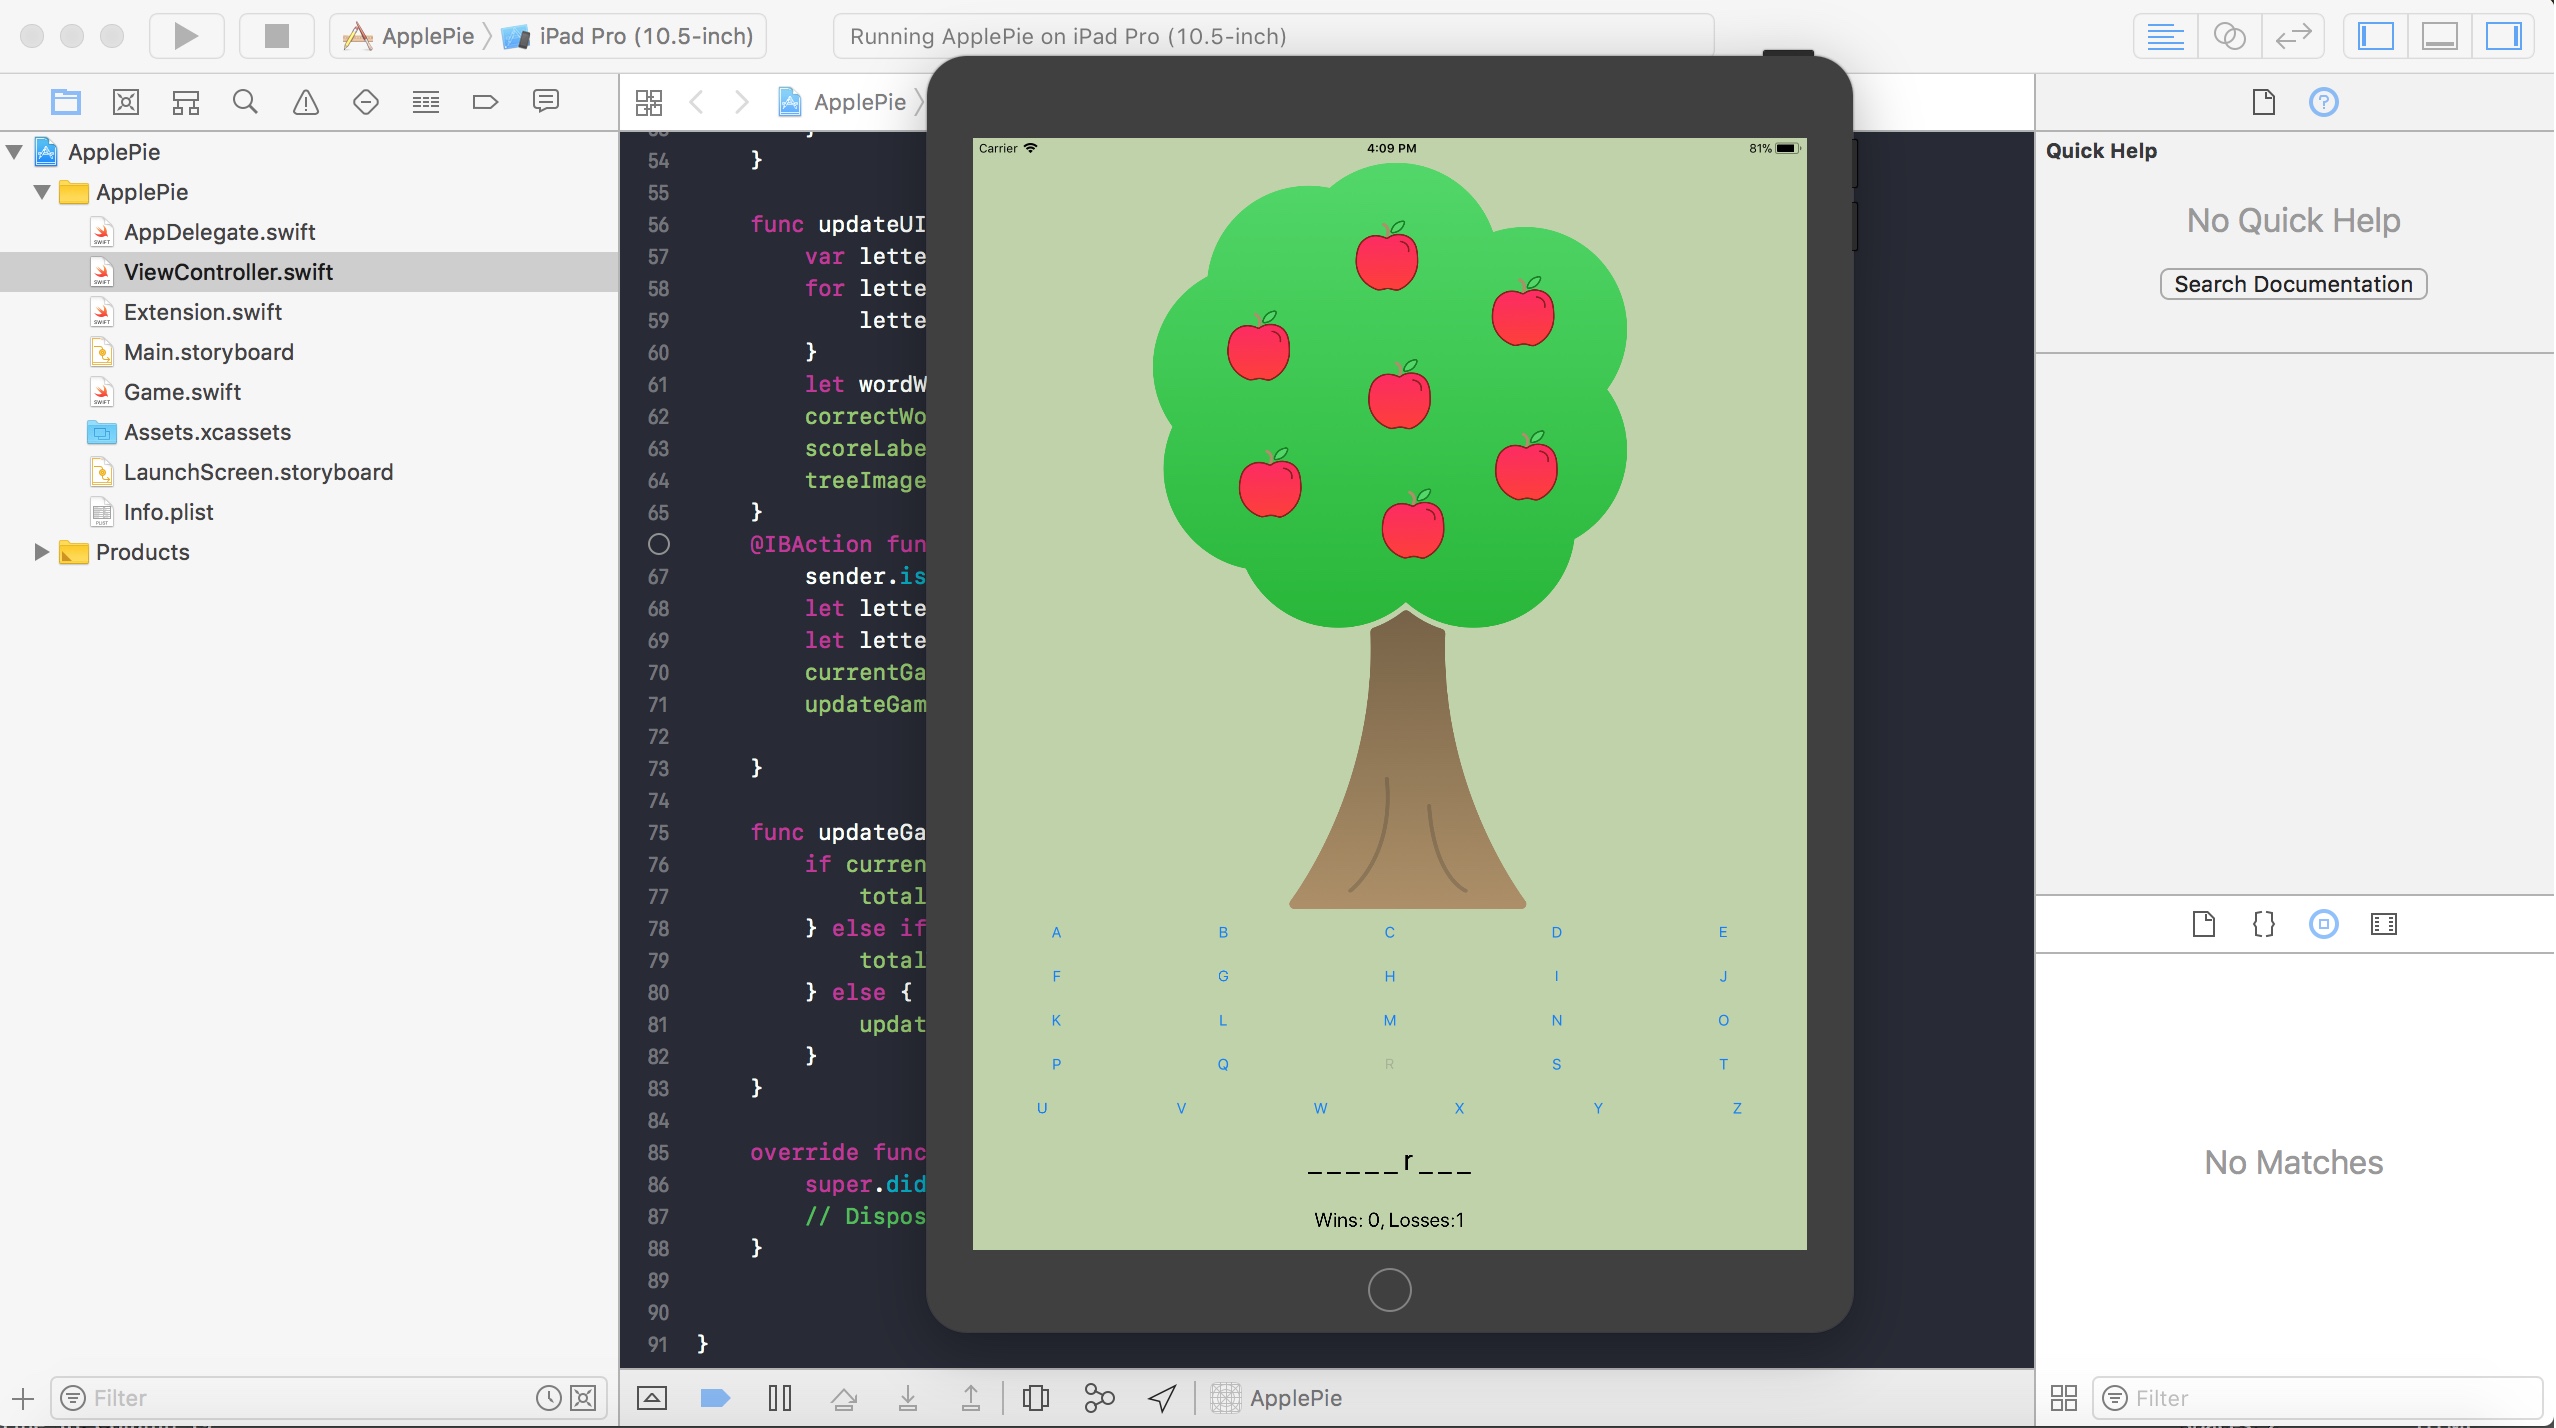 ApplePie
iPad Pro (10.5-inch)
Running ApplePie on iPad Pro (10.5-inch)
ApplePie
ApplePie
AppDelegate.swift
ViewController.swift
Extension.swift
Main.storyboard
Game.swift
Assets.xcassets
LaunchScreen.storyboard
Info.plist
Products
Filter
ApplePie
54 }
55
56 func updateUI
57 var lette
58 for lette
59 lette
60 }
61 let wordW
62 correctWo
63 scoreLabe
64 treeImage
65 }
@IBAction fun
67 sender.is
68 let lette
69 let lette
70 currentGa
71 updateGam
72
73 }
74
75 func updateGa
76 if curren
77 total
78 } else if
79 total
80 } else {
81 updat
82 }
83 }
84
85 override func
86 super.did
87 // Dispos
88 }
89
90
91 }
Carrier
4:09 PM
81%
A B C D E
F G H I J
K L M N O
P Q R S T
U V W X Y Z
_ _ _ _ _ r _ _ _
Wins: 0, Losses:1
ApplePie
Quick Help
No Quick Help
Search Documentation
{}
No Matches
Filter